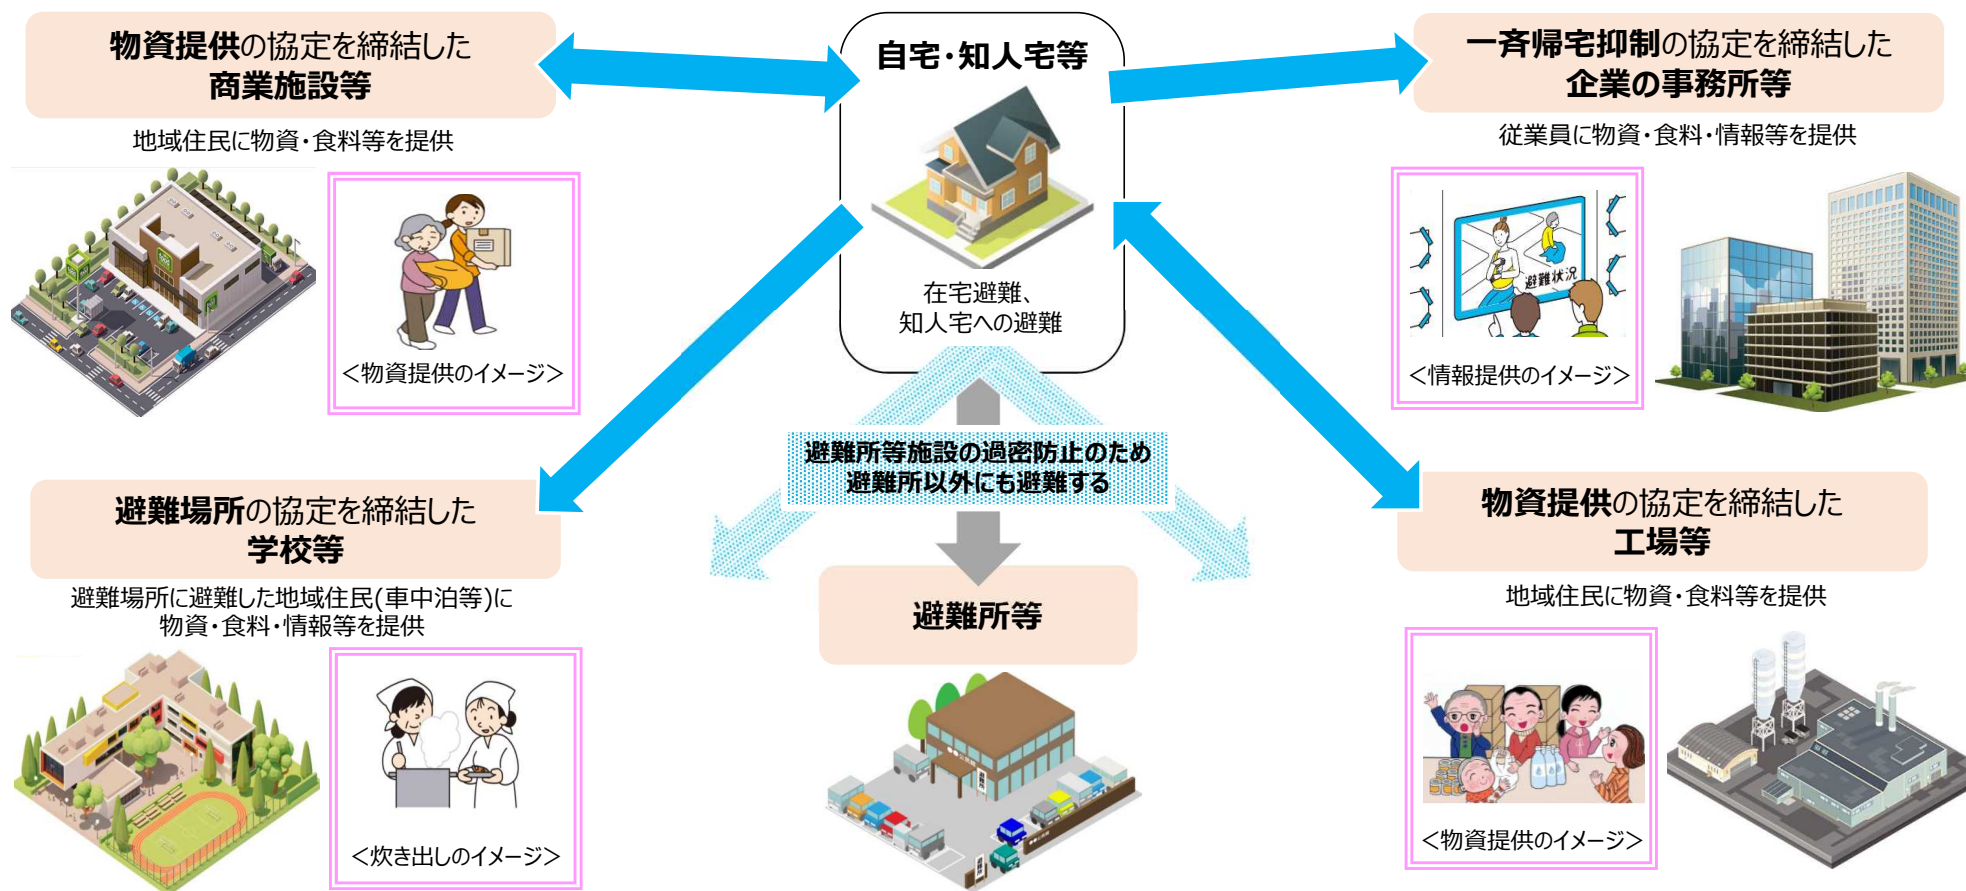 物資提供の協定を締結した
商業施設等
地域住民に物資・食料等を提供
<物資提供のイメージ>
自宅・知人宅等
在宅避難、
知人宅への避難
一斉帰宅抑制の協定を締結した
企業の事務所等
従業員に物資・食料・情報等を提供
避難状況
<情報提供のイメージ>
避難所等施設の過密防止のため
避難所以外にも避難する
避難場所の協定を締結した
学校等
避難場所に避難した地域住民(車中泊等)に
物資・食料・情報等を提供
<炊き出しのイメージ>
避難所等
避難所
物資提供の協定を締結した
工場等
地域住民に物資・食料等を提供
<物資提供のイメージ>